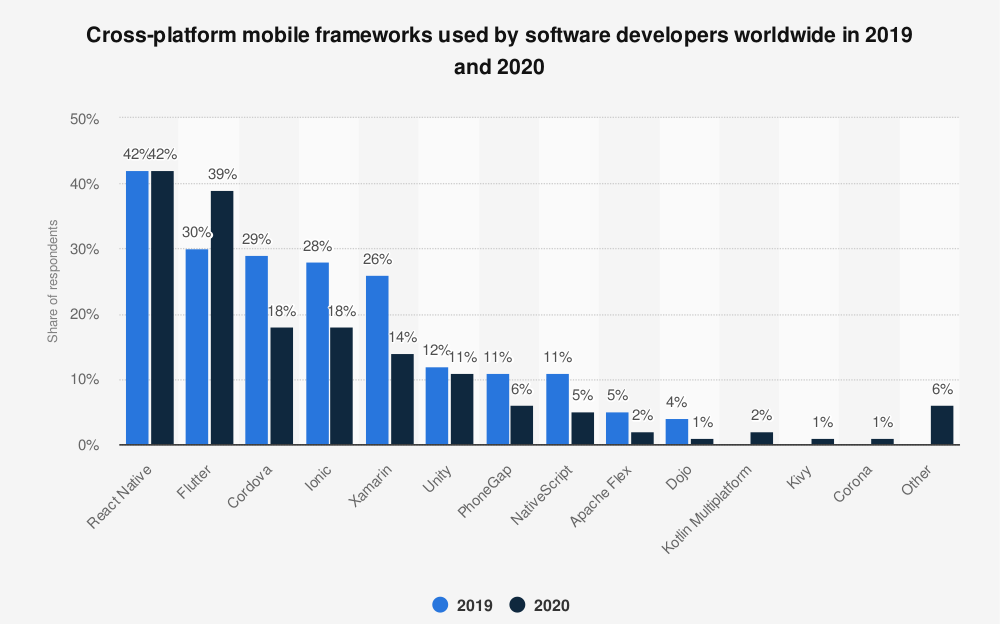 Cross-platform mobile frameworks used by software developers worldwide in 2019
and 2020
50%
40%
30%
20%
10%
0%
Share of respondents
42%
42%
30%
39%
29%
18%
28%
18%
26%
14%
12%
11%
11%
6%
11%
5%
5%
2%
4%
1%
2%
1%
1%
6%
React Native
Flutter
Cordova
Ionic
Xamarin
Unity
PhoneGap
NativeScript
Apache Flex
Dojo
Kotlin Multiplatform
Kivy
Corona
Other
2019
2020